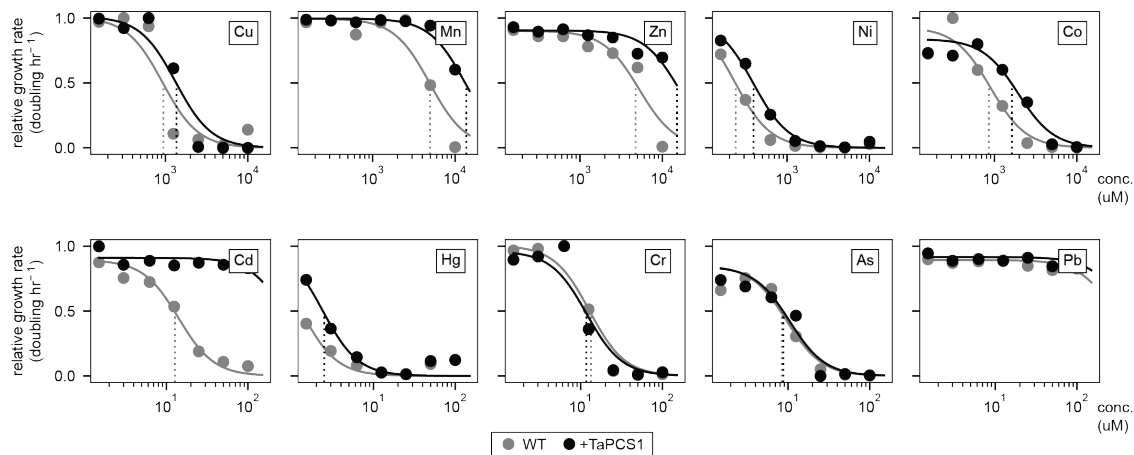 relative growth rate
(doubling hr⁻¹)
1.0
0.5
0.0
Cu
Mn
Zn
Ni
Co
10³
10⁴
10³
10⁴
10³
10⁴
10³
10⁴
10³
10⁴
conc.
(uM)
relative growth rate
(doubling hr⁻¹)
1.0
0.5
0.0
Cd
Hg
Cr
As
Pb
10¹
10²
10¹
10²
10¹
10²
10¹
10²
10¹
10²
conc.
(uM)
WT
+TaPCS1